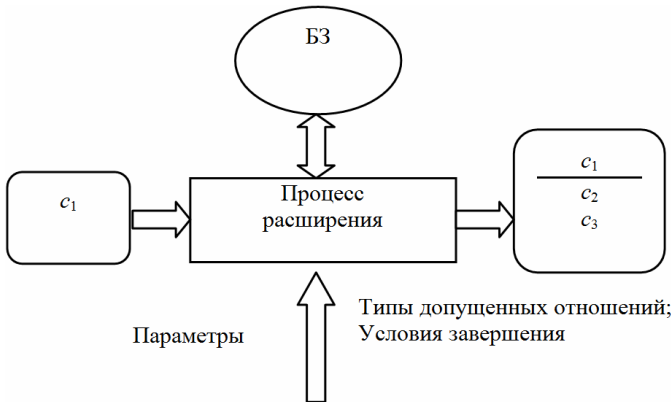 БЗ
c₁
Процесс
расширения
c₁
c₂
c₃
Параметры
Типы допущенных отношений;
Условия завершения